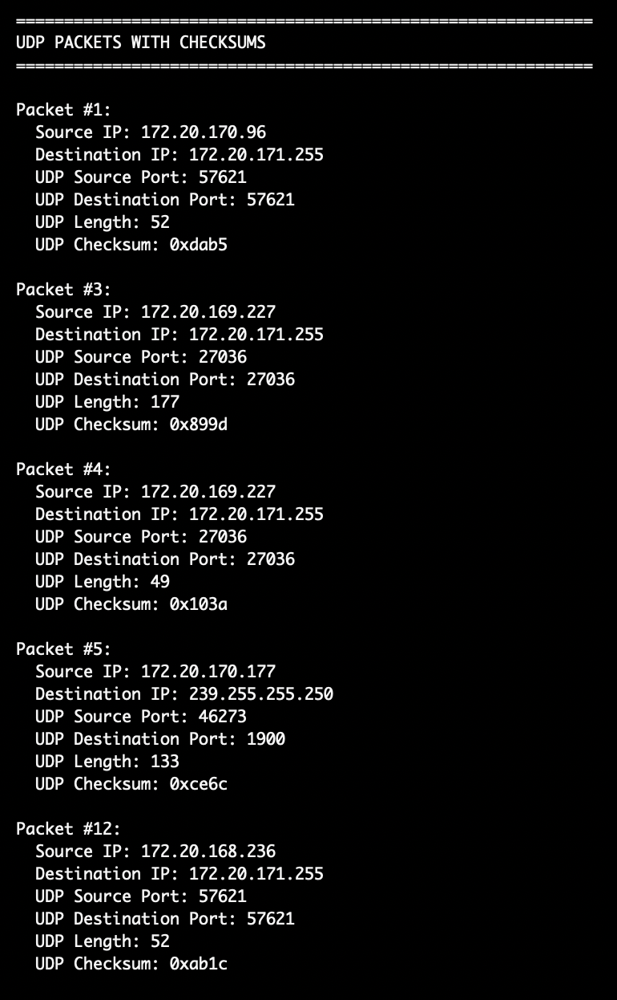 ============================================================
UDP PACKETS WITH CHECKSUMS
============================================================
Packet #1:
Source IP: 172.20.170.96
Destination IP: 172.20.171.255
UDP Source Port: 57621
UDP Destination Port: 57621
UDP Length: 52
UDP Checksum: 0xdab5
Packet #3:
Source IP: 172.20.169.227
Destination IP: 172.20.171.255
UDP Source Port: 27036
UDP Destination Port: 27036
UDP Length: 177
UDP Checksum: 0x899d
Packet #4:
Source IP: 172.20.169.227
Destination IP: 172.20.171.255
UDP Source Port: 27036
UDP Destination Port: 27036
UDP Length: 49
UDP Checksum: 0x103a
Packet #5:
Source IP: 172.20.170.177
Destination IP: 239.255.255.250
UDP Source Port: 46273
UDP Destination Port: 1900
UDP Length: 133
UDP Checksum: 0xce6c
Packet #12:
Source IP: 172.20.168.236
Destination IP: 172.20.171.255
UDP Source Port: 57621
UDP Destination Port: 57621
UDP Length: 52
UDP Checksum: 0xab1c